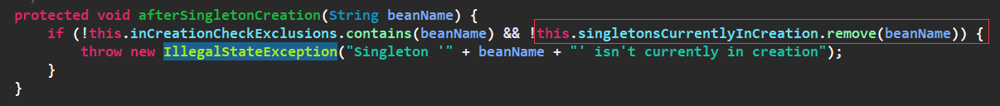 protected void afterSingletonCreation(String beanName) {
if (!this.inCreationCheckExclusions.contains(beanName) && !this.singletonsCurrentlyInCreation.remove(beanName)) {
throw new IllegalStateException("Singleton '" + beanName + "' isn't currently in creation");
}
}